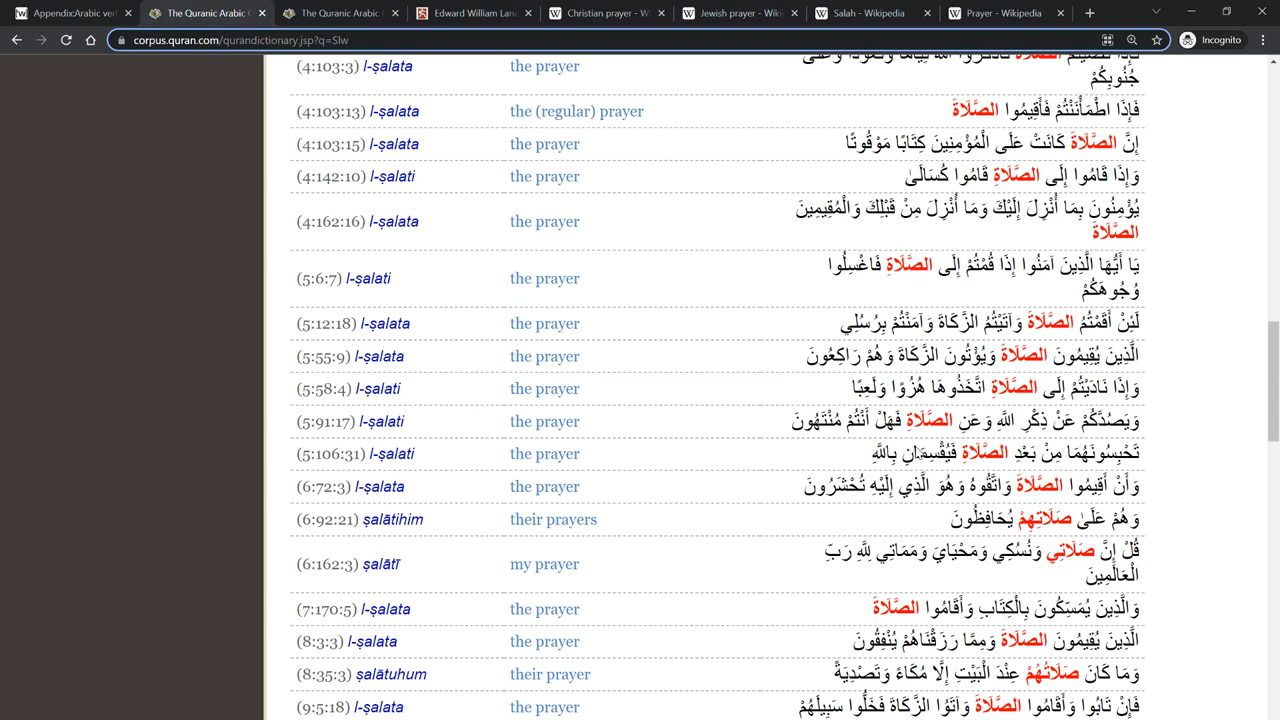 AppendixArabic verl
The Quranic Arabic C
The Quranic Arabic C
Edward William Lan
Christian prayer - W
Jewish prayer - Wiki
Salah - Wikipedia
Prayer - Wikipedia
corpus.quran.com/qurandictionary.jsp?q=Slw
Incognito
(4:103:3) l-ṣalata the prayer
جُنُوبِكُمْ
(4:103:13) l-ṣalata the (regular) prayer فَإِذَا اطْمَأْنَنْتُمْ فَأَقِيمُوا الصَّلَاةَ
(4:103:15) l-ṣalata the prayer إِنَّ الصَّلَاةَ كَانَتْ عَلَى الْمُؤْمِنِينَ كِتَابًا مَوْقُوتًا
(4:142:10) l-ṣalati the prayer وَإِذَا قَامُوا إِلَى الصَّلَاةِ قَامُوا كُسَالَىٰ
(4:162:16) l-ṣalata the prayer يُؤْمِنُونَ بِمَا أُنْزِلَ إِلَيْكَ وَمَا أُنْزِلَ مِنْ قَبْلِكَ وَالْمُقِيمِينَ
الصَّلَاةَ
(5:6:7) l-ṣalati the prayer يَا أَيُّهَا الَّذِينَ آمَنُوا إِذَا قُمْتُمْ إِلَى الصَّلَاةِ فَاغْسِلُوا
وُجُوهَكُمْ
(5:12:18) l-ṣalata the prayer لَئِنْ أَقَمْتُمُ الصَّلَاةَ وَآتَيْتُمُ الزَّكَاةَ وَآمَنْتُمْ بِرُسُلِي
(5:55:9) l-ṣalata the prayer الَّذِينَ يُقِيمُونَ الصَّلَاةَ وَيُؤْتُونَ الزَّكَاةَ وَهُمْ رَاكِعُونَ
(5:58:4) l-ṣalati the prayer وَإِذَا نَادَيْتُمْ إِلَى الصَّلَاةِ اتَّخَذُوهَا هُزُوًا وَلَعِبًا
(5:91:17) l-ṣalati the prayer وَيَصُدَّكُمْ عَنْ ذِكْرِ اللَّهِ وَعَنِ الصَّلَاةِ فَهَلْ أَنْتُمْ مُنْتَهُونَ
(5:106:31) l-ṣalati the prayer تَحْبِسُونَهُمَا مِنْ بَعْدِ الصَّلَاةِ فَيُقْسِمَانِ بِاللَّهِ
(6:72:3) l-ṣalata the prayer وَأَنْ أَقِيمُوا الصَّلَاةَ وَاتَّقُوهُ وَهُوَ الَّذِي إِلَيْهِ تُحْشَرُونَ
(6:92:21) ṣalātihim their prayers وَهُمْ عَلَىٰ صَلَاتِهِمْ يُحَافِظُونَ
(6:162:3) ṣalātī my prayer قُلْ إِنَّ صَلَاتِي وَنُسُكِي وَمَحْيَايَ وَمَمَاتِي لِلَّهِ رَبِّ
الْعَالَمِينَ
(7:170:5) l-ṣalata the prayer وَالَّذِينَ يُمَسِّكُونَ بِالْكِتَابِ وَأَقَامُوا الصَّلَاةَ
(8:3:3) l-ṣalata the prayer الَّذِينَ يُقِيمُونَ الصَّلَاةَ وَمِمَّا رَزَقْنَاهُمْ يُنْفِقُونَ
(8:35:3) ṣalātuhum their prayer وَمَا كَانَ صَلَاتُهُمْ عِنْدَ الْبَيْتِ إِلَّا مُكَاءً وَتَصْدِيَةً
(9:5:18) l-ṣalata the prayer فَإِنْ تَابُوا وَأَقَامُوا الصَّلَاةَ وَآتَوُا الزَّكَاةَ فَخَلُّوا سَبِيلَهُمْ